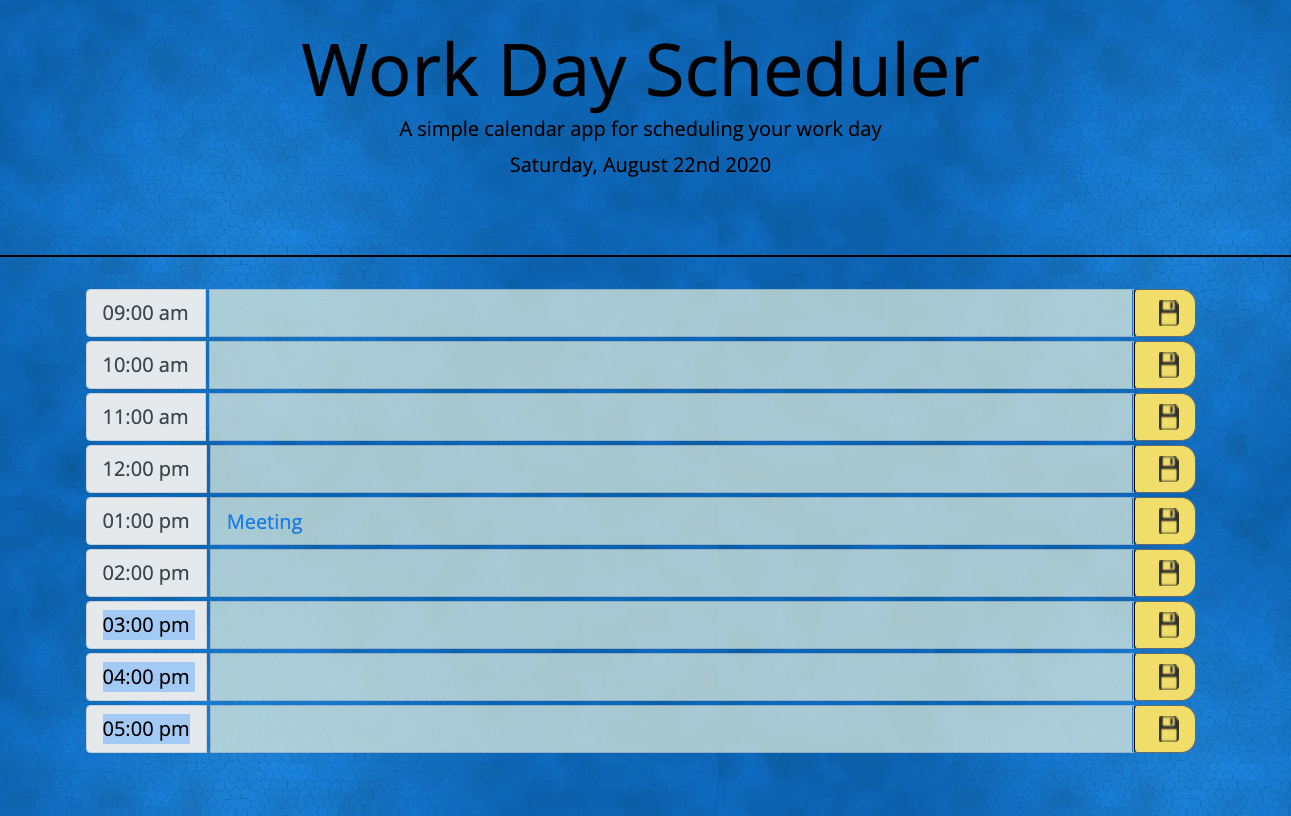 Work Day Scheduler
A simple calendar app for scheduling your work day
Saturday, August 22nd 2020
09:00 am
10:00 am
11:00 am
12:00 pm
01:00 pm Meeting
02:00 pm
03:00 pm
04:00 pm
05:00 pm